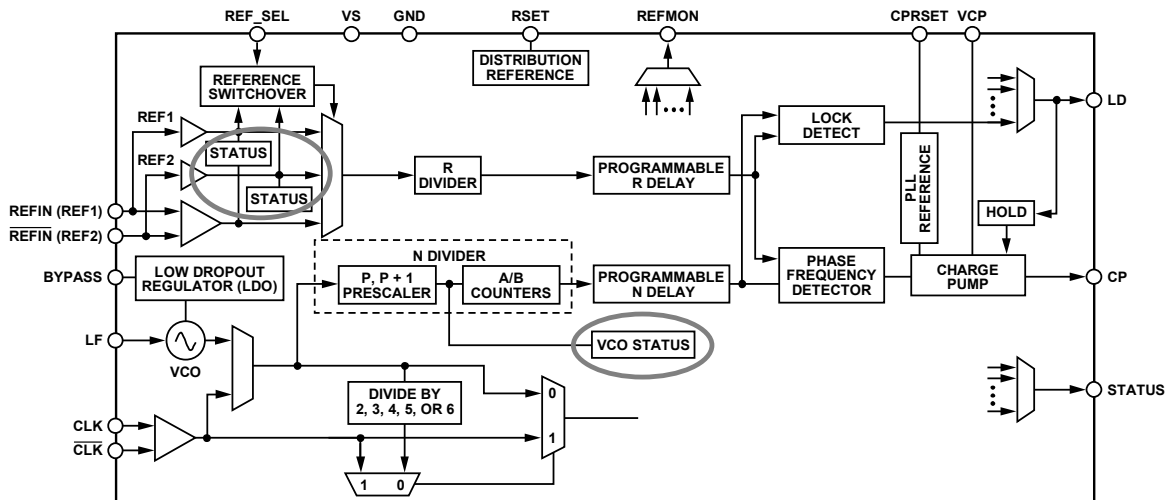 REF_SEL
VS
GND
RSET
REFMON
CPRSET
VCP
DISTRIBUTION
REFERENCE
REFERENCE
SWITCHOVER
REF1
STATUS
REF2
STATUS
R
DIVIDER
PROGRAMMABLE
R DELAY
LOCK
DETECT
PLL
REFERENCE
LD
HOLD
REFIN (REF1)
REFIN (REF2)
BYPASS
LOW DROPOUT
REGULATOR (LDO)
N DIVIDER
P, P + 1
PRESCALER
A/B
COUNTERS
PROGRAMMABLE
N DELAY
PHASE
FREQUENCY
DETECTOR
CHARGE
PUMP
CP
LF
VCO
VCO STATUS
DIVIDE BY
2, 3, 4, 5, OR 6
0
1
STATUS
CLK
CLK
1 0